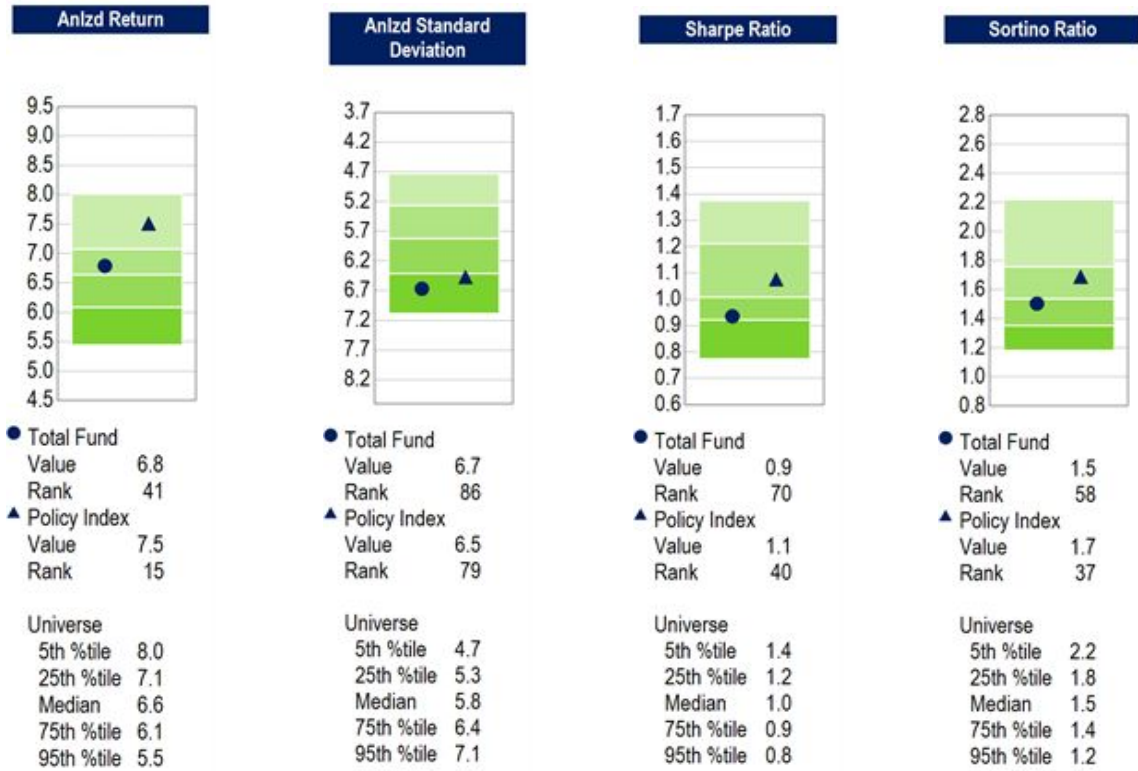 Anlzd Return
9.5
9.0
8.5
8.0
7.5
7.0
6.5
6.0
5.5
5.0
4.5
Total Fund
Value 6.8
Rank 41
Policy Index
Value 7.5
Rank 15
Universe
5th %tile 8.0
25th %tile 7.1
Median 6.6
75th %tile 6.1
95th %tile 5.5
Anlzd Standard
Deviation
3.7
4.2
4.7
5.2
5.7
6.2
6.7
7.2
7.7
8.2
Total Fund
Value 6.7
Rank 86
Policy Index
Value 6.5
Rank 79
Universe
5th %tile 4.7
25th %tile 5.3
Median 5.8
75th %tile 6.4
95th %tile 7.1
Sharpe Ratio
1.7
1.6
1.5
1.4
1.3
1.2
1.1
1.0
0.9
0.8
0.7
0.6
Total Fund
Value 0.9
Rank 70
Policy Index
Value 1.1
Rank 40
Universe
5th %tile 1.4
25th %tile 1.2
Median 1.0
75th %tile 0.9
95th %tile 0.8
Sortino Ratio
2.8
2.6
2.4
2.2
2.0
1.8
1.6
1.4
1.2
1.0
0.8
Total Fund
Value 1.5
Rank 58
Policy Index
Value 1.7
Rank 37
Universe
5th %tile 2.2
25th %tile 1.8
Median 1.5
75th %tile 1.4
95th %tile 1.2